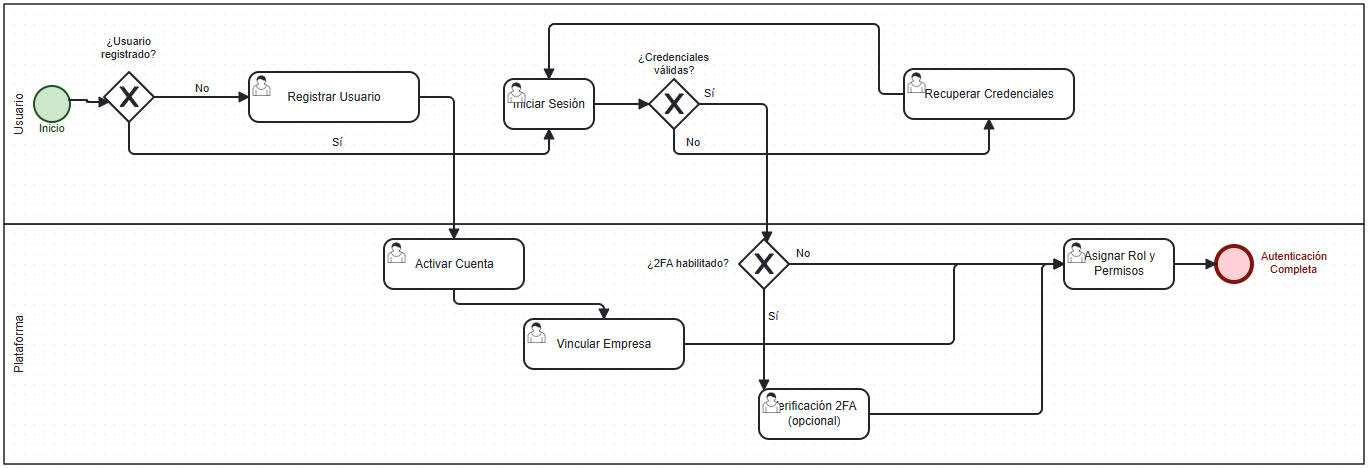 Usuario
Inicio
¿Usuario
registrado?
No
Sí
Registrar Usuario
Iniciar Sesión
¿Credenciales
válidas?
Sí
No
Recuperar Credenciales
Plataforma
Activar Cuenta
Vincular Empresa
¿2FA habilitado?
No
Sí
Verificación 2FA
(opcional)
Asignar Rol y
Permisos
Autenticación
Completa